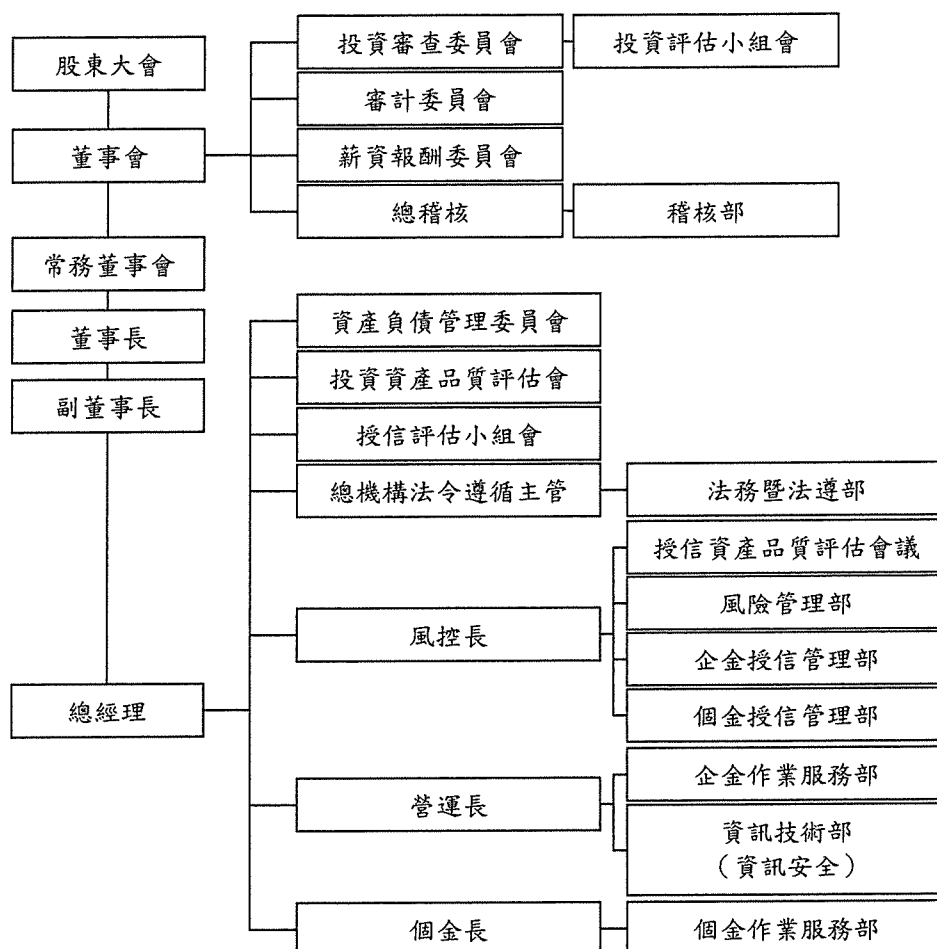 股東大會
董事會
投資審查委員會
投資評估小組會
審計委員會
薪資報酬委員會
總稽核
稽核部
常務董事會
董事長
副董事長
總經理
資產負債管理委員會
投資資產品質評估會
授信評估小組會
總機構法令遵循主管
法務暨法遵部
風控長
授信資產品質評估會議
風險管理部
企金授信管理部
個金授信管理部
營運長
企金作業服務部
資訊技術部
（資訊安全）
個金長
個金作業服務部